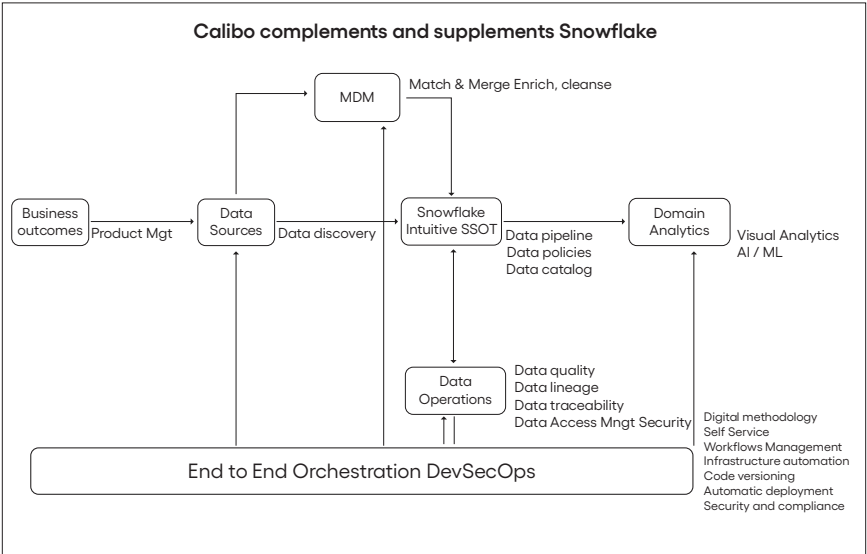 Calibo complements and supplements Snowflake
MDM
Match & Merge Enrich, cleanse
Business
outcomes
Product Mgt
Data
Sources
Data discovery
Snowflake
Intuitive SSOT
Data pipeline
Data policies
Data catalog
Domain
Analytics
Visual Analytics
AI / ML
Data
Operations
Data quality
Data lineage
Data traceability
Data Access Mngt Security
End to End Orchestration DevSecOps
Digital methodology
Self Service
Workflows Management
Infrastructure automation
Code versioning
Automatic deployment
Security and compliance